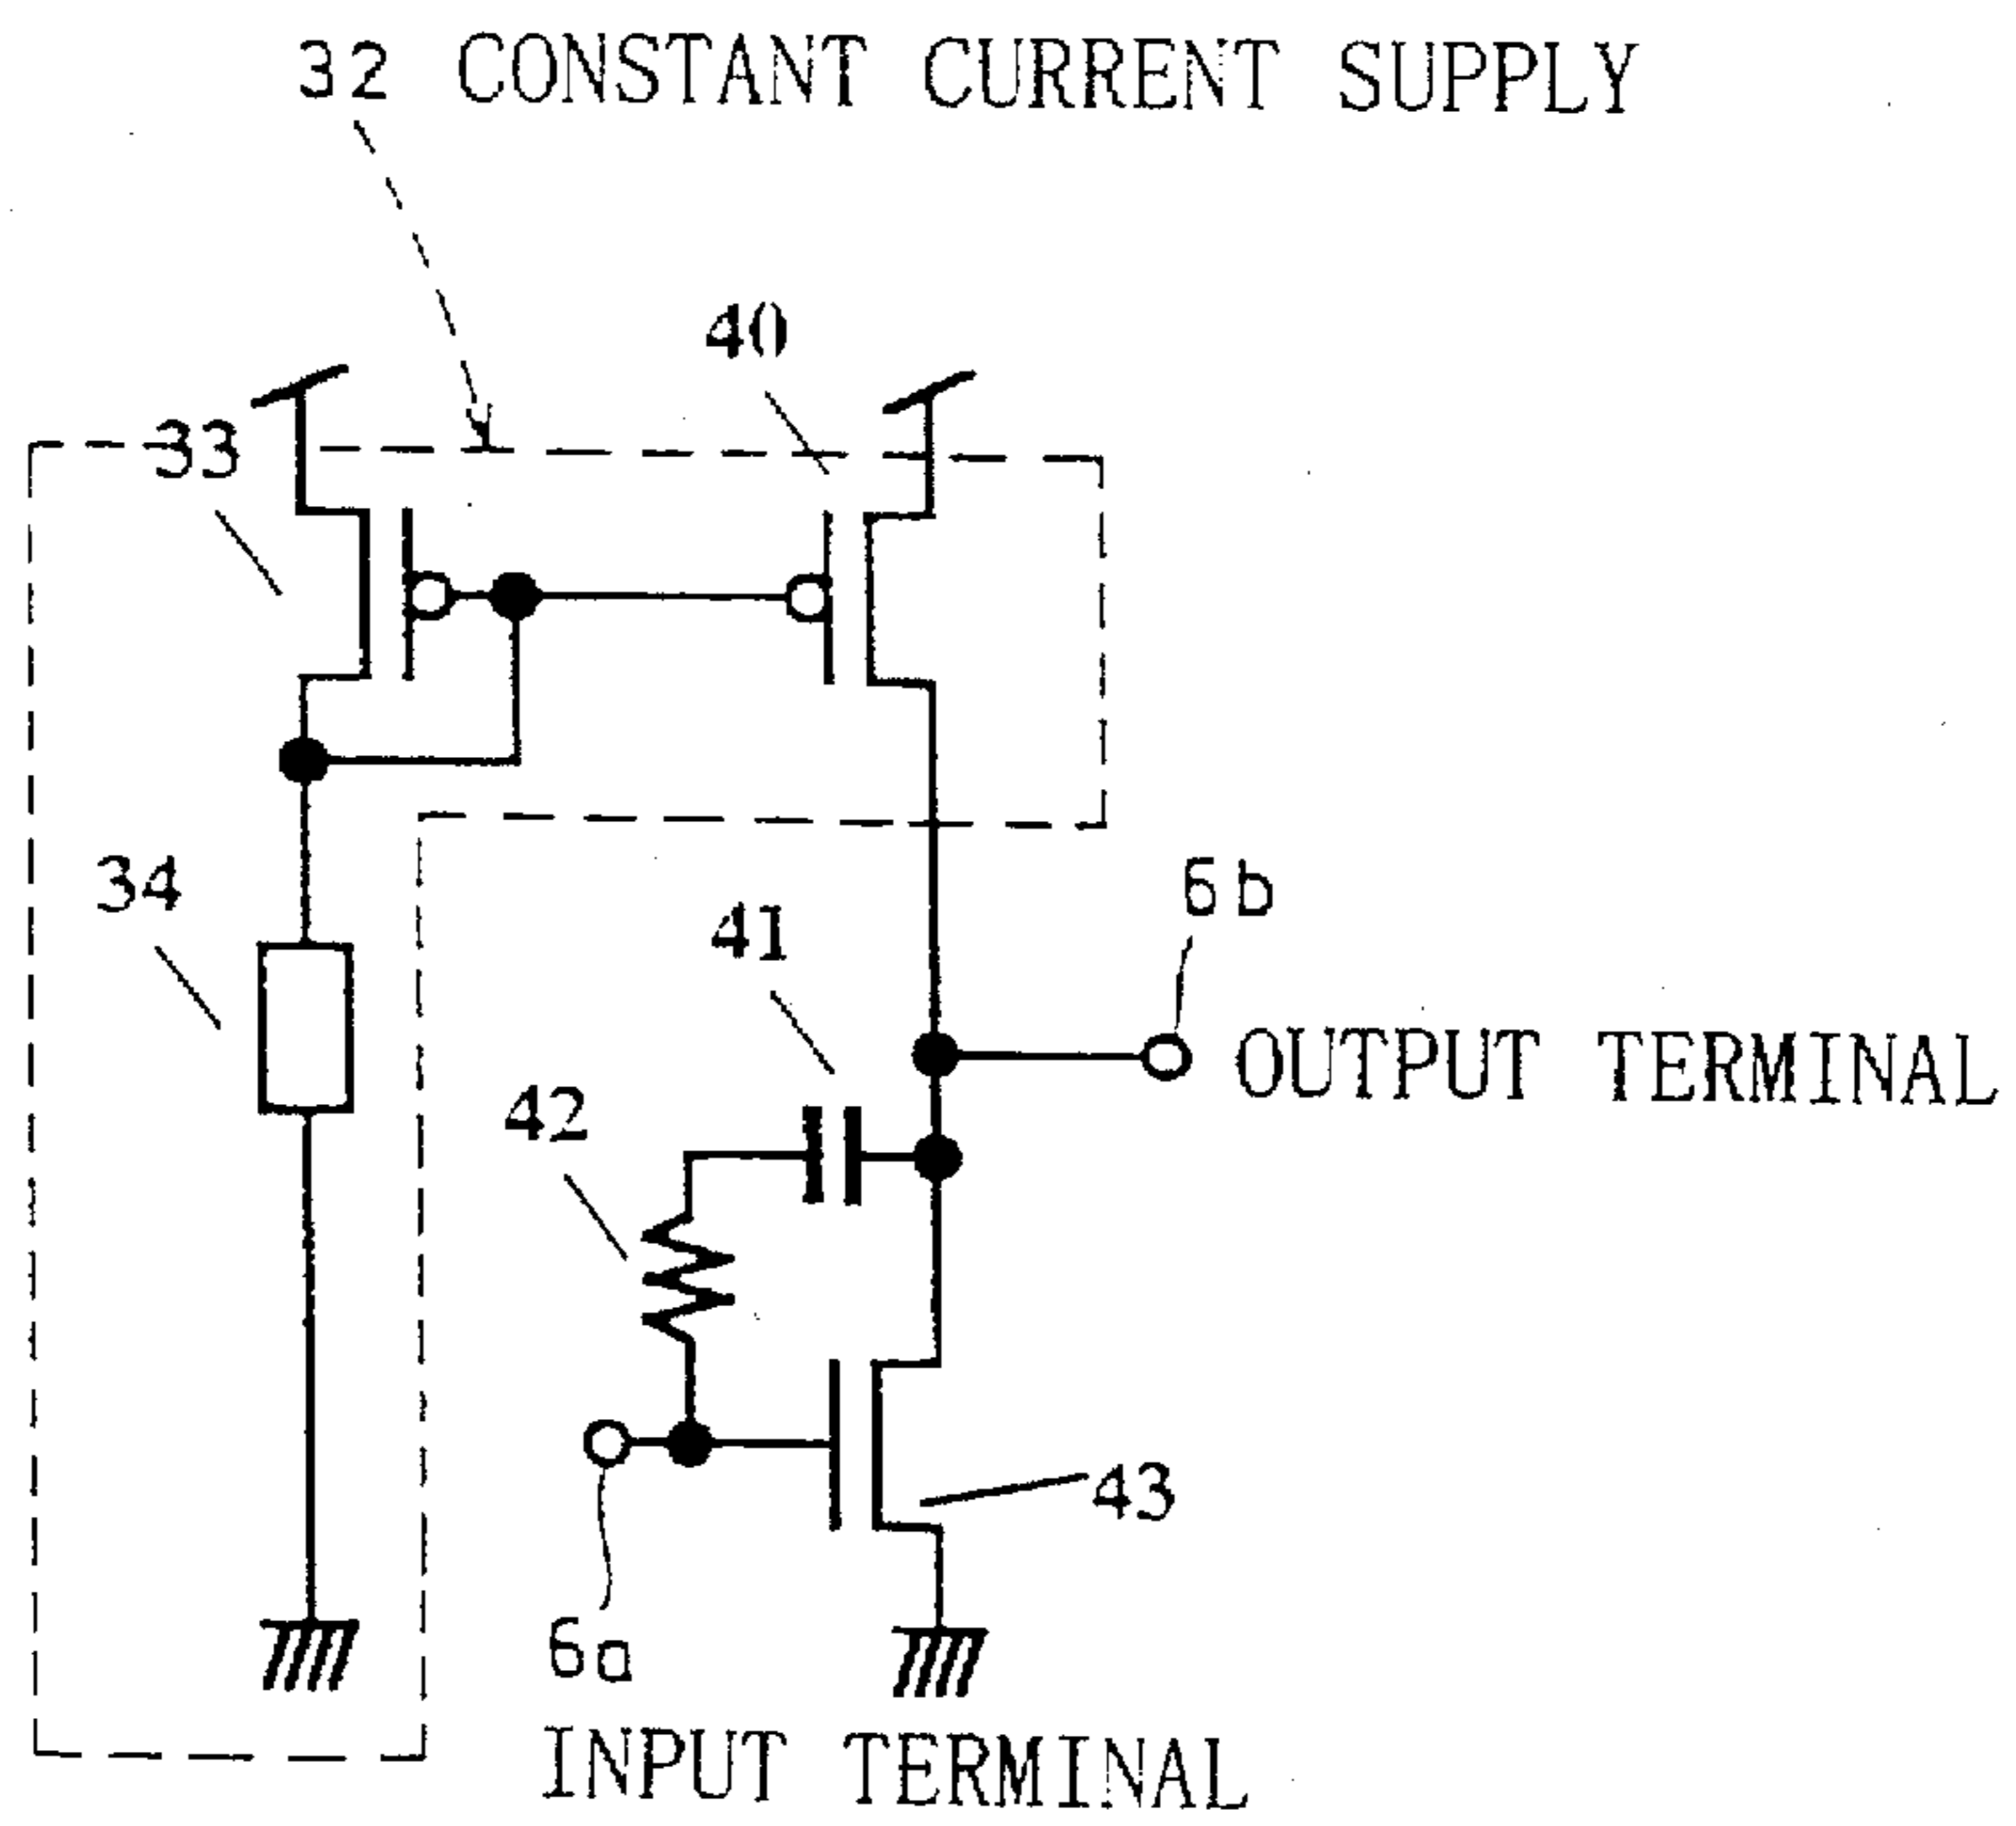 32 CONSTANT CURRENT SUPPLY
40
33
34
41
6b
OUTPUT TERMINAL
42
43
6a
INPUT TERMINAL